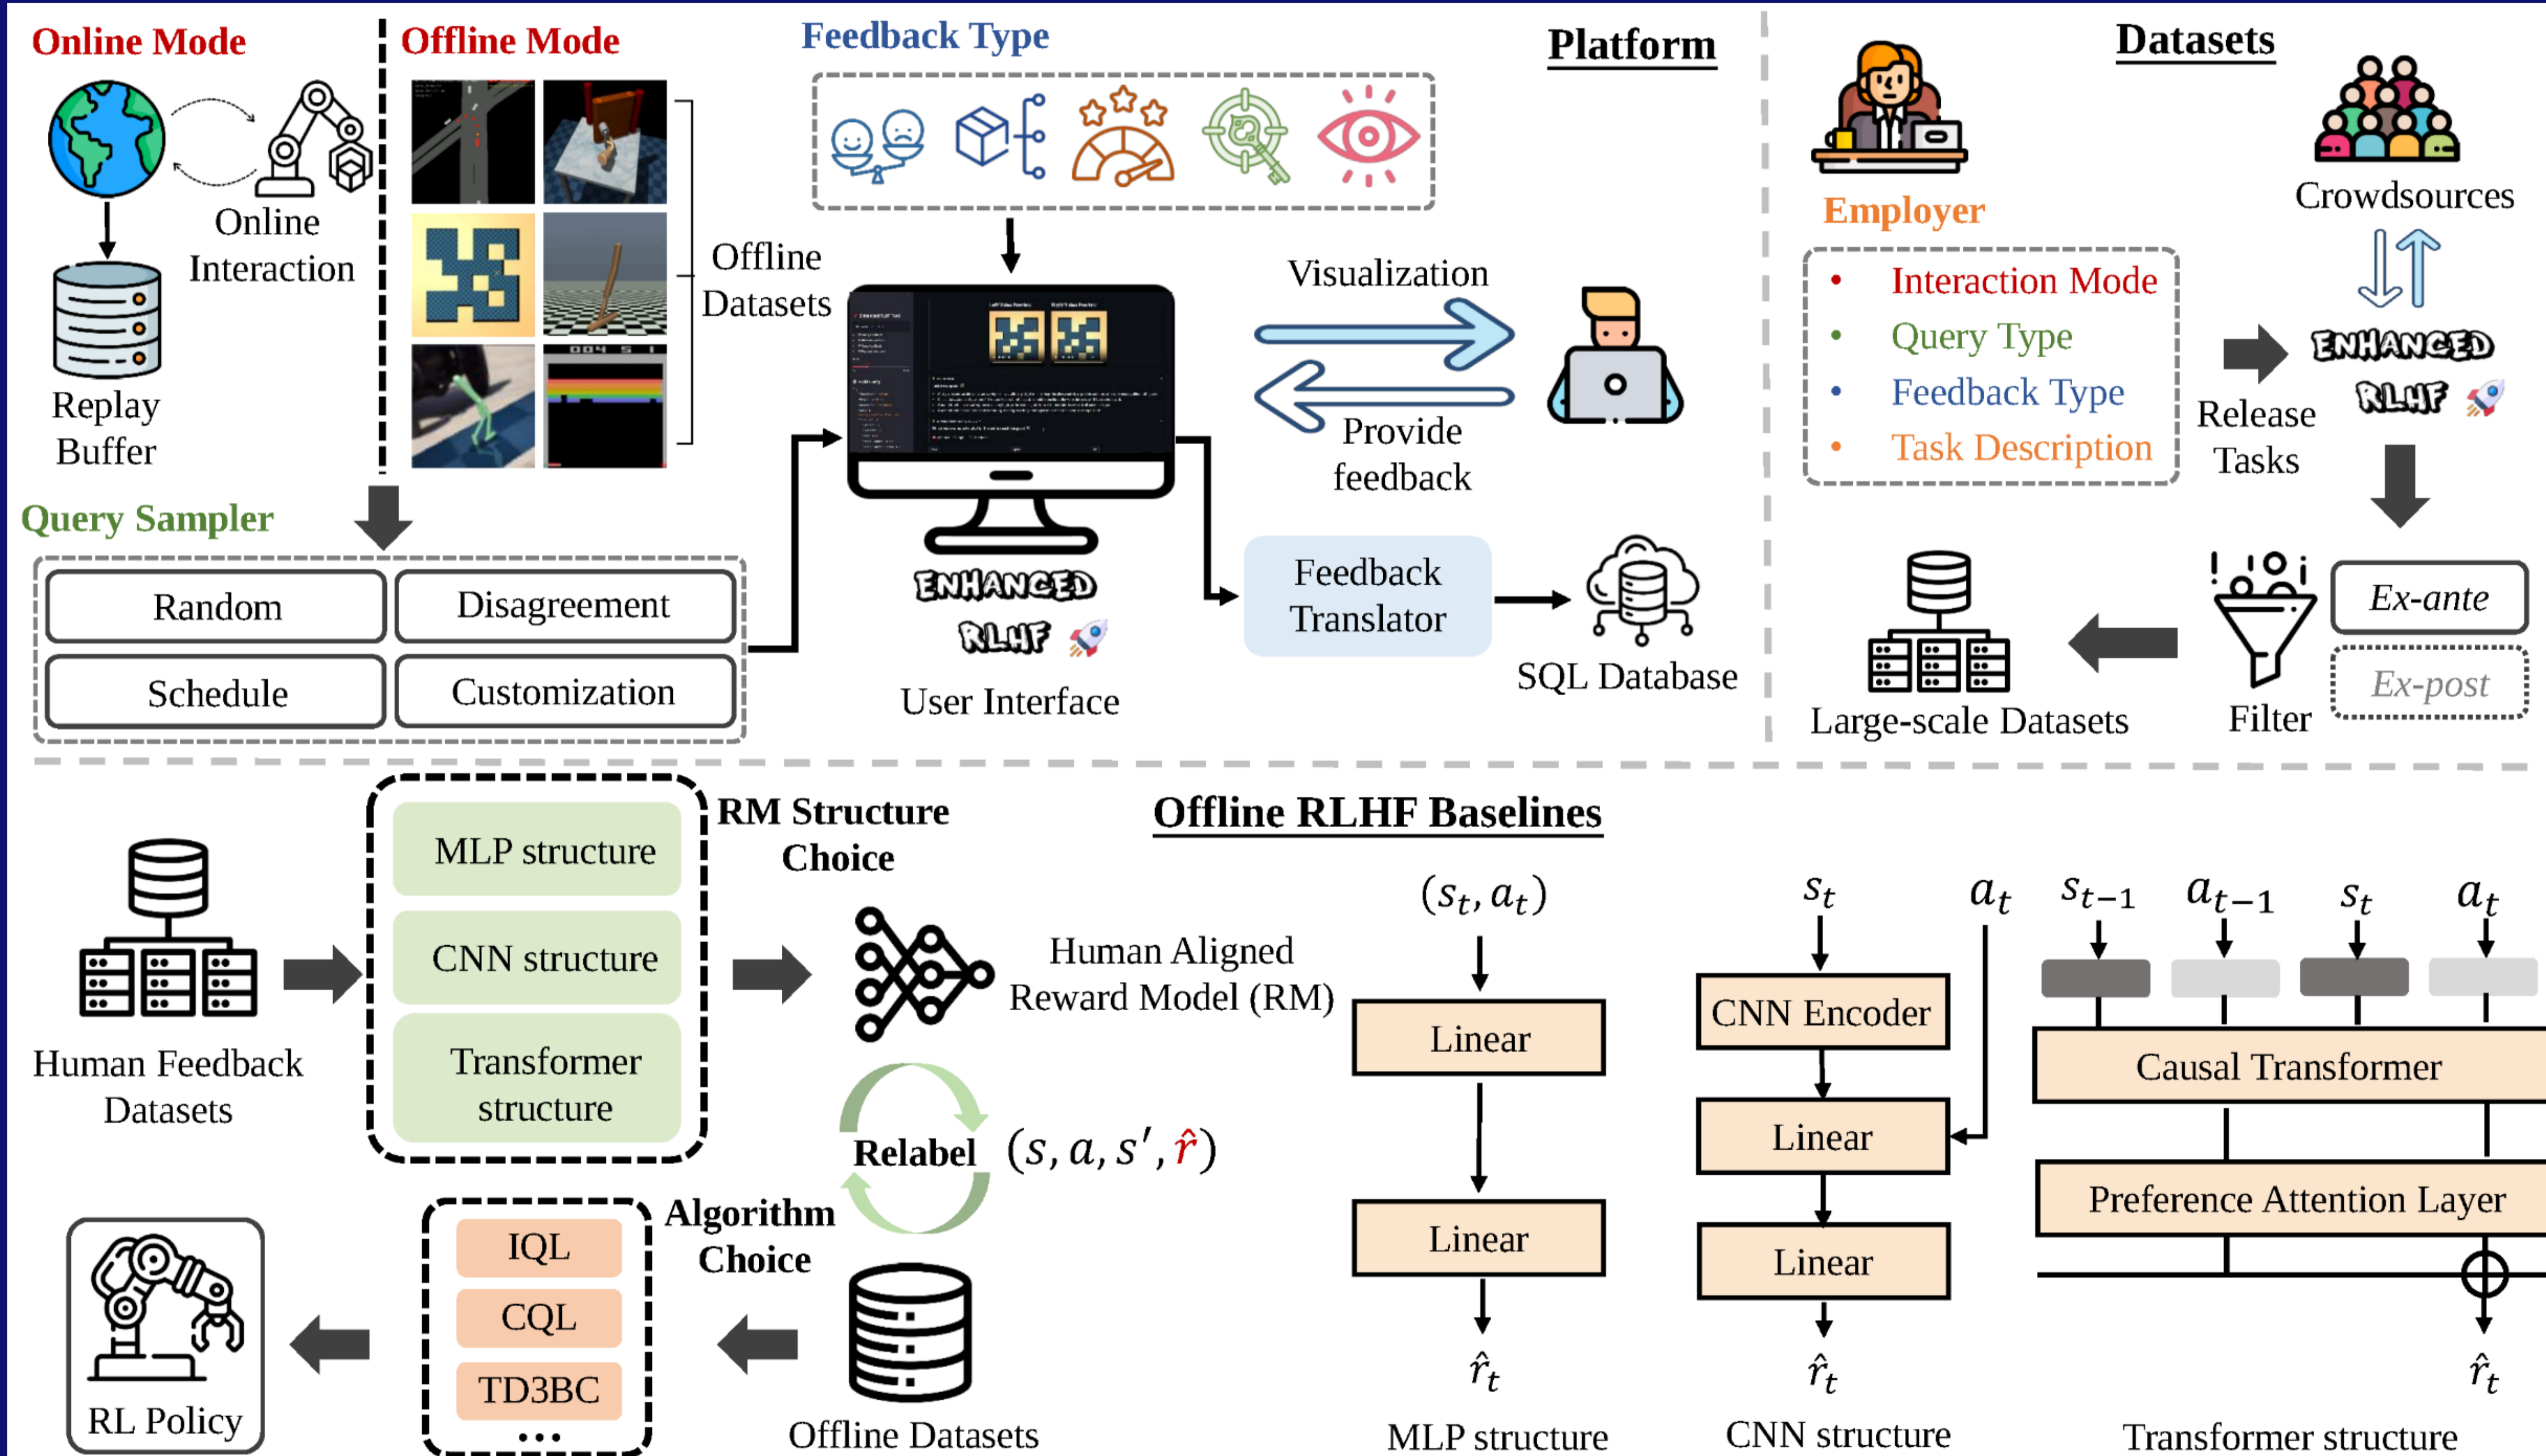 Online Mode
Offline Mode
Feedback Type
Platform
Online
Interaction
Replay
Buffer
Offline
Datasets
Visualization
Provide
feedback
Query Sampler
Random
Disagreement
Schedule
Customization
ENHANCED
RLHF
User Interface
Feedback
Translator
SQL Database
Datasets
Employer
Crowdsources
• Interaction Mode
• Query Type
• Feedback Type
• Task Description
Release
Tasks
ENHANCED
RLHF
Ex-ante
Ex-post
Filter
Large-scale Datasets
Offline RLHF Baselines
Human Feedback
Datasets
MLP structure
CNN structure
Transformer
structure
RM Structure
Choice
Human Aligned
Reward Model (RM)
Relabel
(s, a, s′, r̂)
Algorithm
Choice
IQL
CQL
TD3BC
...
Offline Datasets
RL Policy
(s_t, a_t)
Linear
Linear
r̂_t
MLP structure
s_t
a_t
CNN Encoder
Linear
Linear
r̂_t
CNN structure
s_{t−1}
a_{t−1}
s_t
a_t
Causal Transformer
Preference Attention Layer
r̂_t
Transformer structure